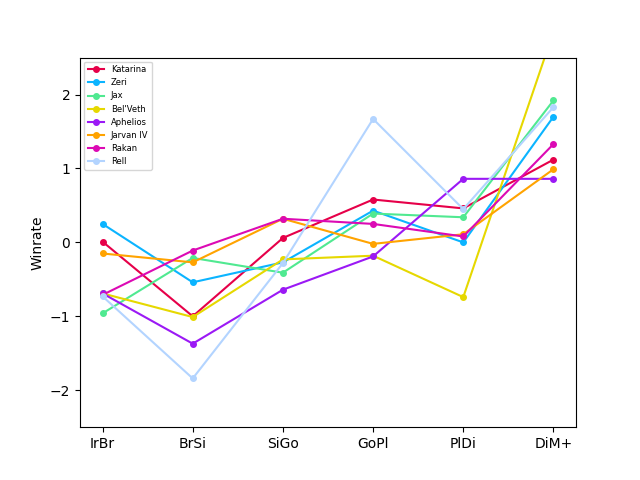 Katarina
Zeri
Jax
Bel'Veth
Aphelios
Jarvan IV
Rakan
Rell
Winrate
2
1
0
−1
−2
IrBr BrSi SiGo GoPl PlDi DiM+